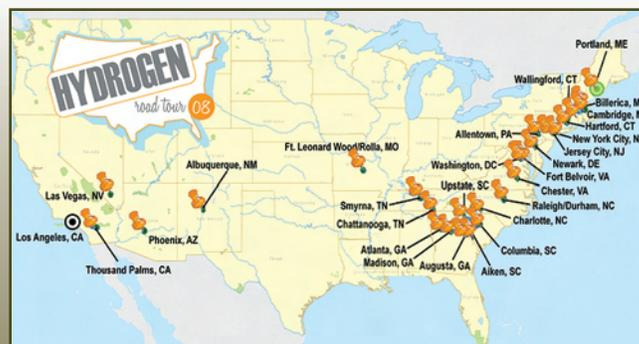 HYDROGEN
road tour 08
Portland, ME
Wallingford, CT
Billerica, M
Cambridge,
Hartford, CT
New York City, N
Jersey City, NJ
Allentown, PA
Newark, DE
Washington, DC
Fort Belvoir, VA
Chester, VA
Ft. Leonard Wood/Rolla, MO
Albuquerque, NM
Upstate, SC
Raleigh/Durham, NC
Las Vegas, NV
Smyrna, TN
Charlotte, NC
Chattanooga, TN
Los Angeles, CA
Phoenix, AZ
Atlanta, GA
Columbia, SC
Madison, GA
Augusta, GA
Aiken, SC
Thousand Palms, CA